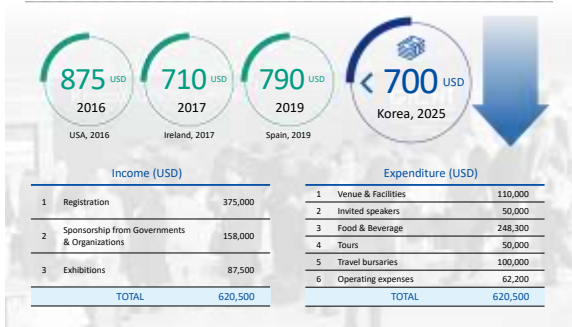 875 USD
2016
USA, 2016
710 USD
2017
Ireland, 2017
790 USD
2019
Spain, 2019
< 700 USD
Korea, 2025
Income (USD)
1 Registration 375,000
2 Sponsorship from Governments
& Organizations 158,000
3 Exhibitions 87,500
TOTAL 620,500
Expenditure (USD)
1 Venue & Facilities 110,000
2 Invited speakers 50,000
3 Food & Beverage 248,300
4 Tours 50,000
5 Travel bursaries 100,000
6 Operating expenses 62,200
TOTAL 620,500